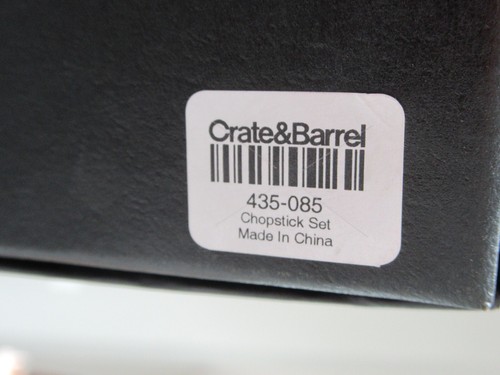 Crate&Barrel
435-085
Chopstick Set
Made In China